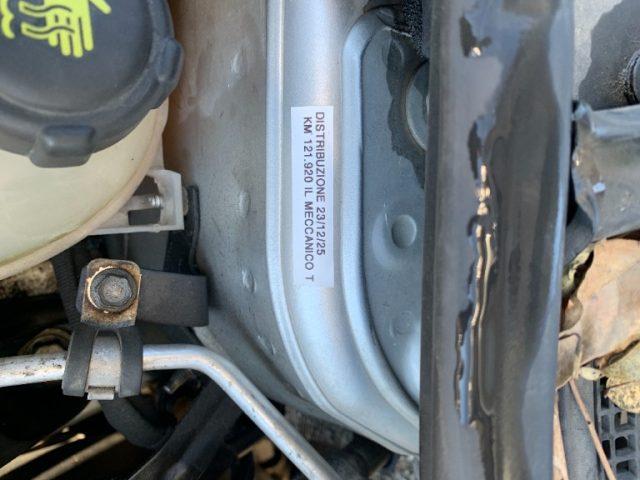 DISTRIBUZIONE 23/12/25
KM 121.920 IL MECCANICO T